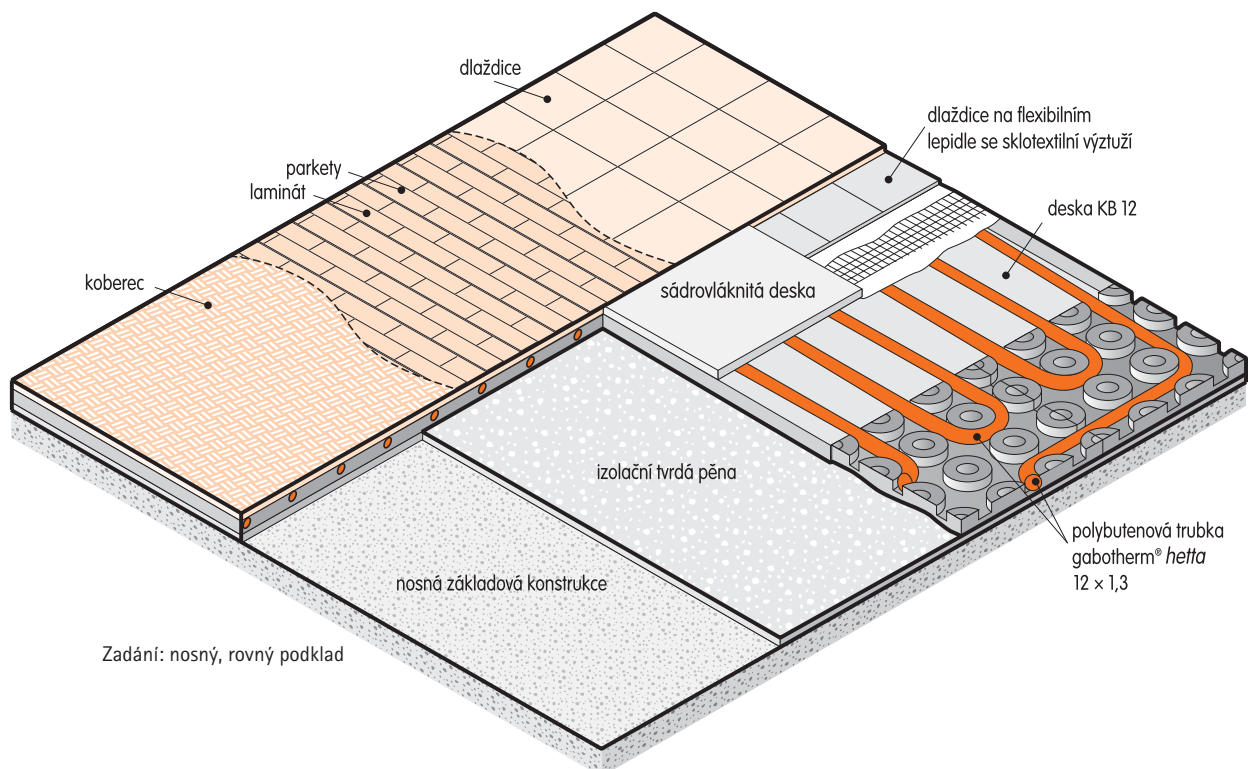 dlaždice
parkety
laminát
koberec
dlaždice na flexibilním
lepidle se sklotextilní výztuží
deska KB 12
sádrovláknitá deska
izolační tvrdá pěna
nosná základová konstrukce
polybutenová trubka
gabotherm® hetta
12 × 1,3
Zadání: nosný, rovný podklad